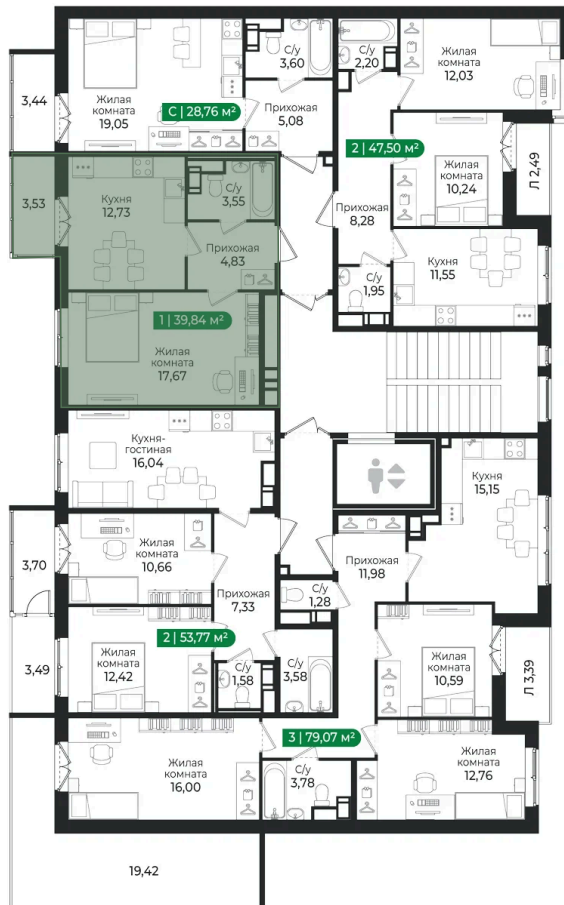 3,44
Жилая
комната
19,05
С | 28,76 м²
С/у
3,60
Прихожая
5,08
С/у
2,20
Жилая
комната
12,03
2 | 47,50 м²
Жилая
комната
10,24
Л 2,49
Прихожая
8,28
С/у
1,95
Кухня
11,55
3,53
Кухня
12,73
С/у
3,55
Прихожая
4,83
1 | 39,84 м²
Жилая
комната
17,67
Кухня-
гостиная
16,04
Кухня
15,15
3,70
Жилая
комната
10,66
Прихожая
7,33
С/у
1,28
Прихожая
11,98
2 | 53,77 м²
3,49
Жилая
комната
12,42
С/у
1,58
С/у
3,58
Жилая
комната
10,59
Л 3,39
3 | 79,07 м²
Жилая
комната
16,00
С/у
3,78
Жилая
комната
12,76
19,42